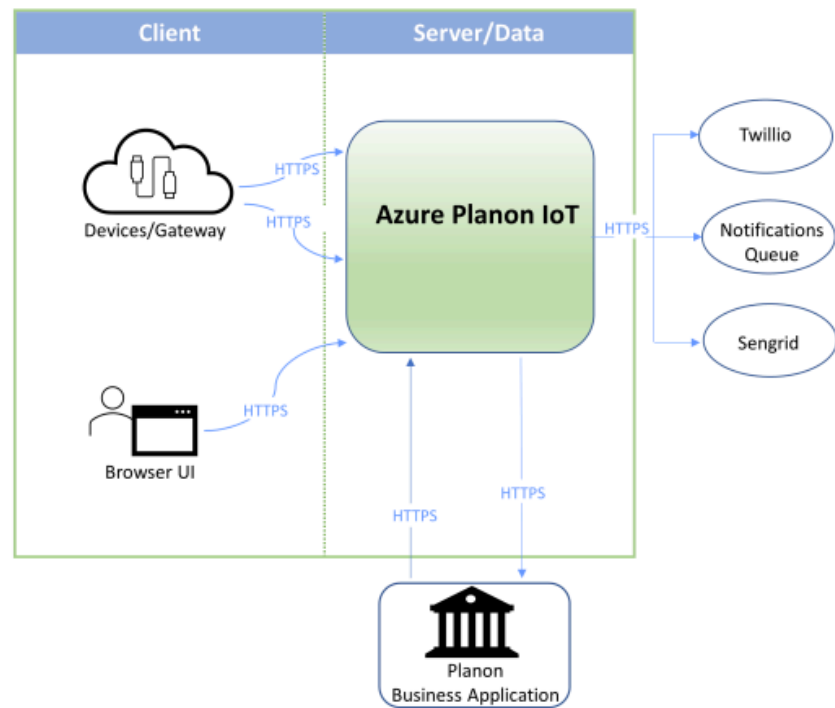 Client
Server/Data
HTTPS
HTTPS
Devices/Gateway
Azure Planon IoT
HTTPS
Twillio
Notifications
Queue
Sengrid
HTTPS
Browser UI
HTTPS
HTTPS
Planon
Business Application